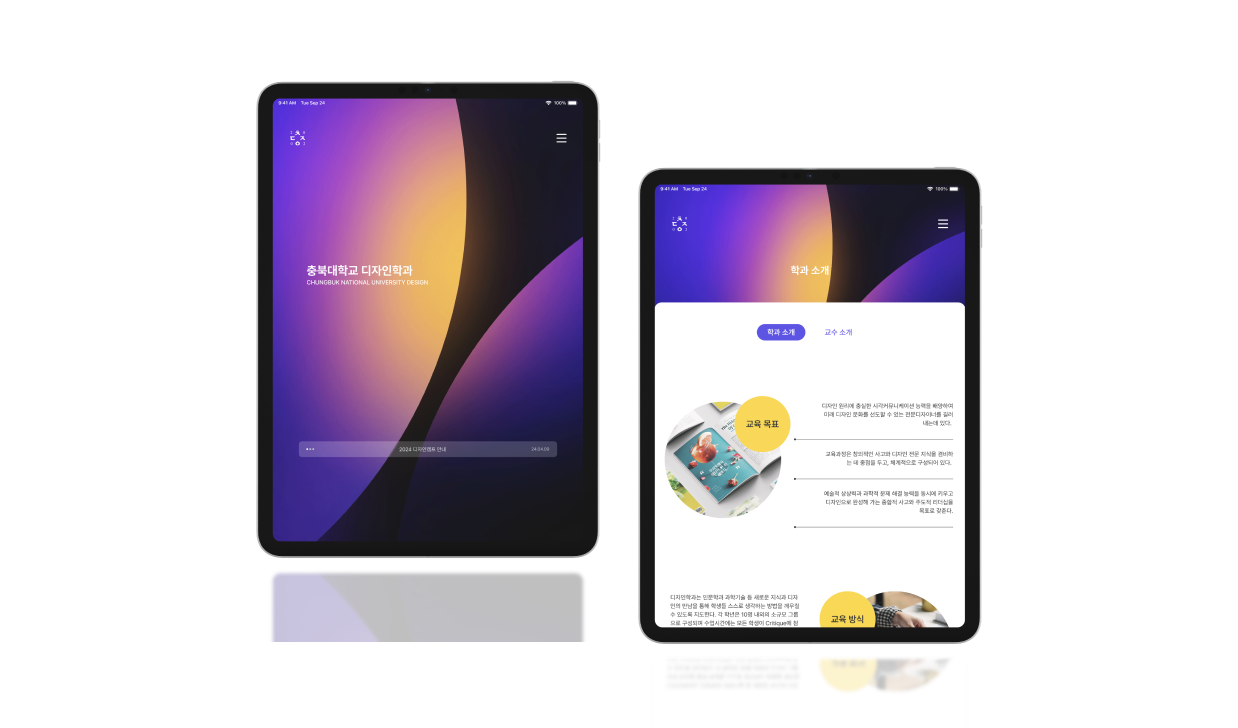 9:41 AM Tue Sep 24
100%
충북대학교 디자인학과
CHUNGBUK NATIONAL UNIVERSITY DESIGN
2024 디자인캠프 안내
9:41 AM Tue Sep 24
100%
학과 소개
학과 소개
교수 소개
교육 목표
디자인 원리에 충실한 시각커뮤니케이션 능력을 배양하여
미래 디자인 문화를 선도할 수 있는 전문디자이너를 길러
내는데 있다.
교육과정은 창의적인 사고와 디자인 전문 지식을 겸비하
는 데 중점을 두고, 체계적으로 구성되어 있다.
예술적 상상력과 과학적 문제 해결 능력을 동시에 키우고
디자인으로 완성해 가는 종합적 사고와 주도적 리더십을
목표로 갖춘다.
디자인학과는 인문학과 과학기술 등 새로운 지식과 디자
인의 만남을 통해 학생들 스스로 생각하는 방법을 깨우칠
수 있도록 지도한다. 각 학년은 10명 내외의 소규모 그룹
으로 구성되며 수업시간에는 모든 학생이 Critique에 참
교육 방식